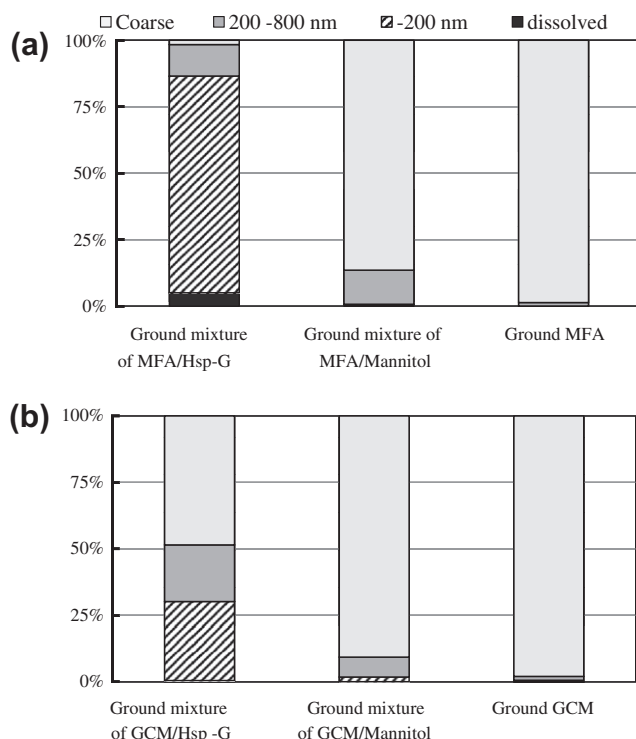 Coarse 200 -800 nm -200 nm dissolved
(a)
100%
75%
50%
25%
0%
Ground mixture of MFA/Hsp-G
Ground mixture of MFA/Mannitol
Ground MFA
(b)
100%
75%
50%
25%
0%
Ground mixture of GCM/Hsp -G
Ground mixture of GCM/Mannitol
Ground GCM